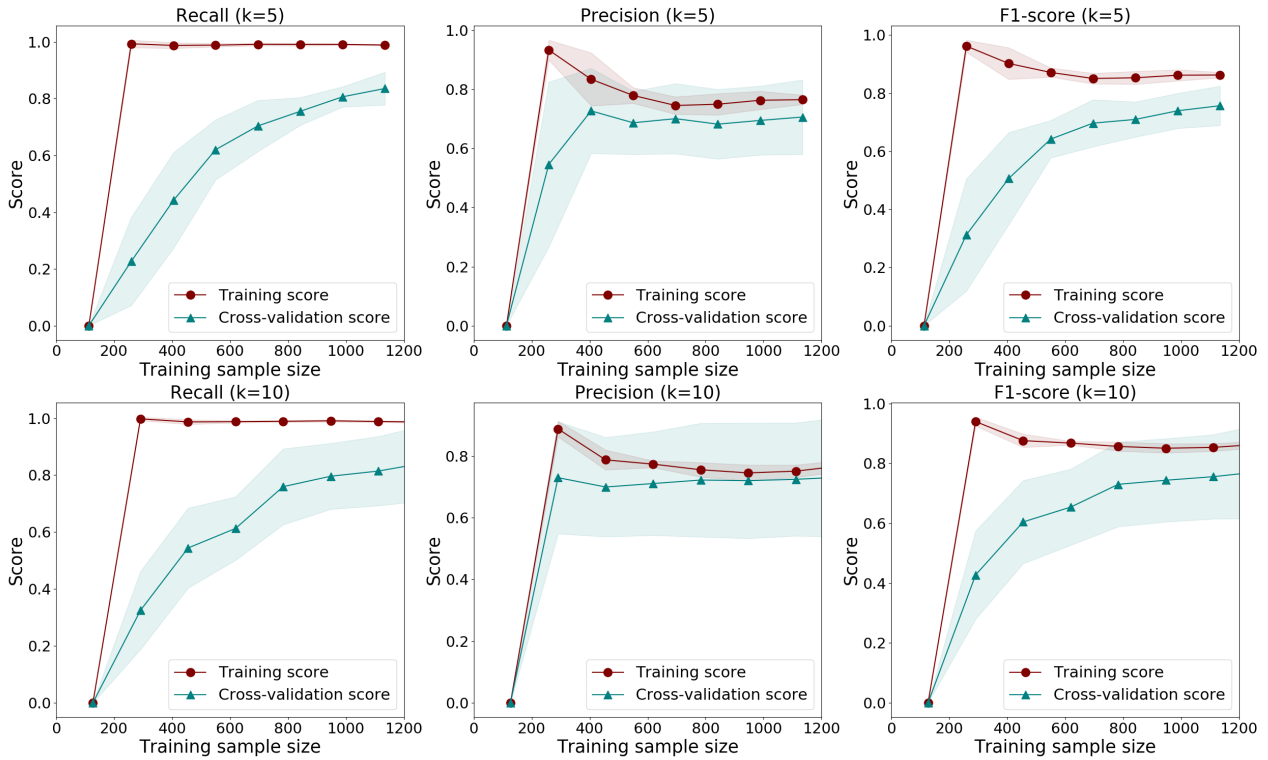 Recall (k=5)
1.0
0.8
0.6
0.4
0.2
0.0
Score
Training score
Cross-validation score
0 200 400 600 800 1000 1200
Training sample size
Precision (k=5)
1.0
0.8
0.6
0.4
0.2
0.0
Score
Training score
Cross-validation score
0 200 400 600 800 1000 1200
Training sample size
F1-score (k=5)
1.0
0.8
0.6
0.4
0.2
0.0
Score
Training score
Cross-validation score
0 200 400 600 800 1000 1200
Training sample size
Recall (k=10)
1.0
0.8
0.6
0.4
0.2
0.0
Score
Training score
Cross-validation score
0 200 400 600 800 1000 1200
Training sample size
Precision (k=10)
0.8
0.6
0.4
0.2
0.0
Score
Training score
Cross-validation score
0 200 400 600 800 1000 1200
Training sample size
F1-score (k=10)
1.0
0.8
0.6
0.4
0.2
0.0
Score
Training score
Cross-validation score
0 200 400 600 800 1000 1200
Training sample size